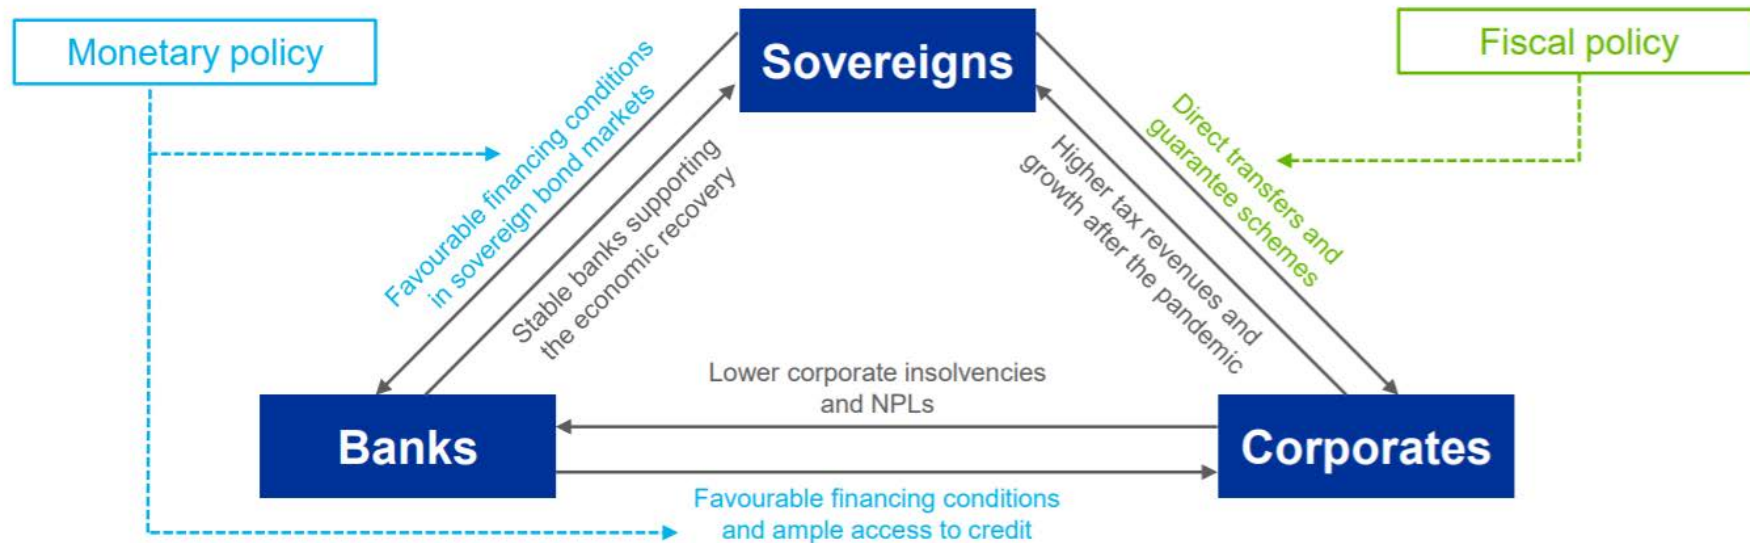 Monetary policy
Sovereigns
Fiscal policy
Favourable financing conditions
in sovereign bond markets
Stable banks supporting
the economic recovery
Direct transfers and
guarantee schemes
Higher tax revenues and
growth after the pandemic
Lower corporate insolvencies
and NPLs
Banks
Corporates
Favourable financing conditions
and ample access to credit